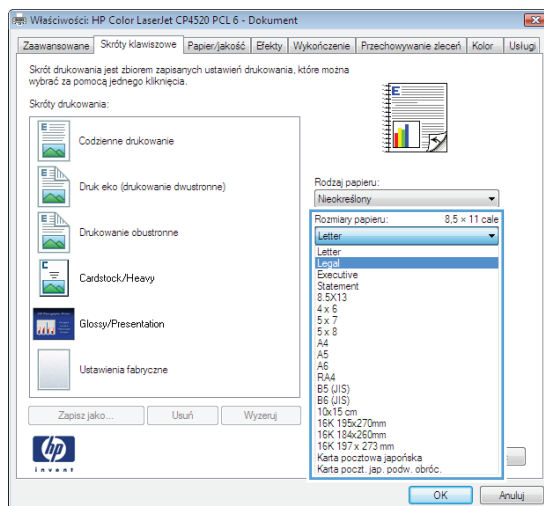 Właściwości: HP Color LaserJet CP4520 PCL 6 - Dokument
Zaawansowane Skróty klawiszowe Papier/jakość Efekty Wykończenie Przechowywanie zleceń Kolor Usługi
Skrót drukowania jest zbiorem zapisanych ustawień drukowania, które można
wybrać za pomocą jednego kliknięcia.
Skróty drukowania:
Codzienne drukowanie
Druk eko (drukowanie dwustronne)
Drukowanie obustronne
Cardstock/Heavy
Glossy/Presentation
Ustawienia fabryczne
Zapisz jako... Usuń Wyzeruj
Rodzaj papieru:
Nieokreślony
Rozmiary papieru: 8,5 × 11 cale
Letter
Letter
Legal
Executive
Statement
8.5X13
4 x 6
5 x 7
5 x 8
A4
A5
A6
RA4
B5 (JIS)
B6 (JIS)
10x15 cm
16K 195x270mm
16K 184x260mm
16K 197 x 273 mm
Karta pocztowa japońska
Karta poczt. jap. podw. obróc.
hp
invent
OK Anuluj